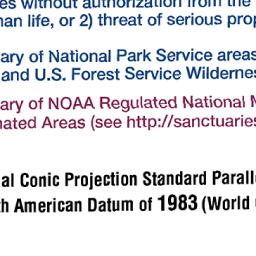 es without authorization from the
an life, or 2) threat of serious prop
ary of National Park Service areas
and U.S. Forest Service Wildernes
ary of NOAA Regulated National M
nated Areas (see http://sanctuaries
al Conic Projection Standard Paralle
th American Datum of 1983 (World